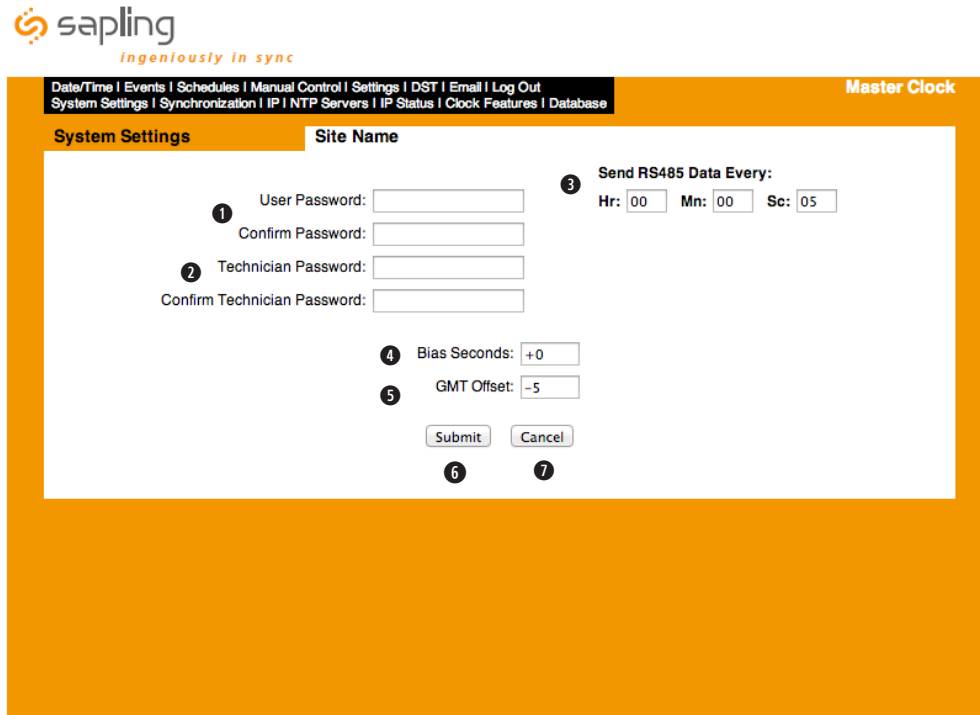 sapling
ingeniously in sync
Date/Time I Events I Schedules I Manual Control I Settings I DST I Email I Log Out
System Settings I Synchronization I IP I NTP Servers I IP Status I Clock Features I Database
Master Clock
System Settings
Site Name
3 Send RS485 Data Every:
Hr: 00 Mn: 00 Sc: 05
1 User Password:
Confirm Password:
2 Technician Password:
Confirm Technician Password:
4 Bias Seconds: +0
5 GMT Offset: -5
Submit Cancel
6 7